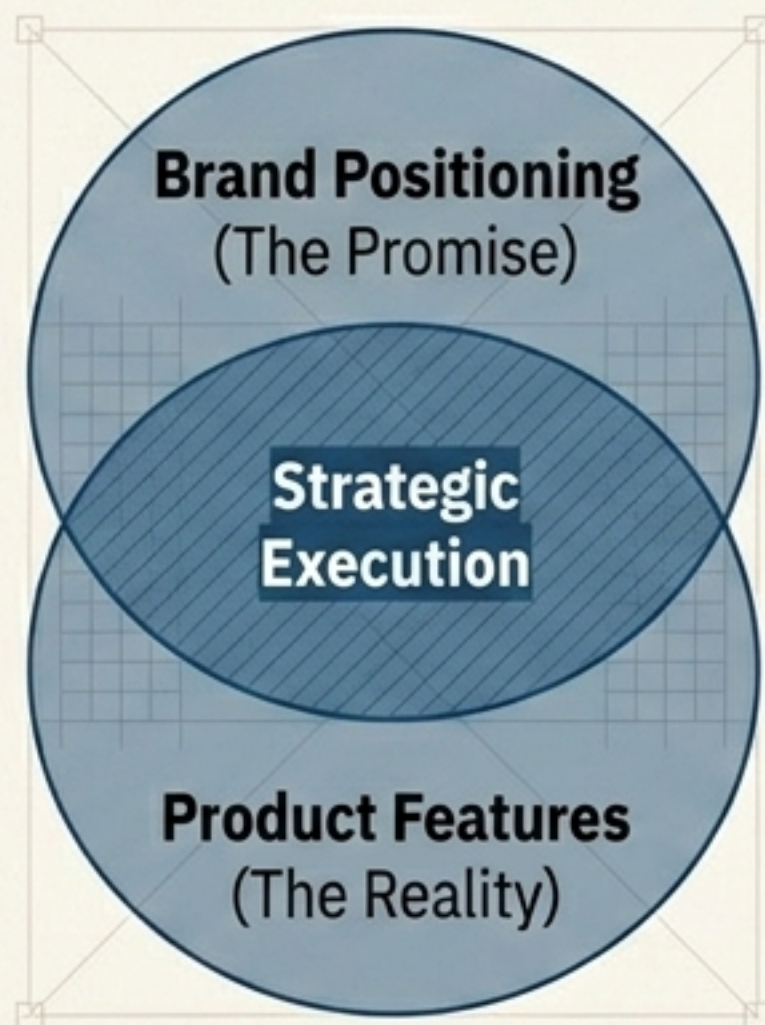 Brand Positioning
(The Promise)
Strategic
Execution
Product Features
(The Reality)